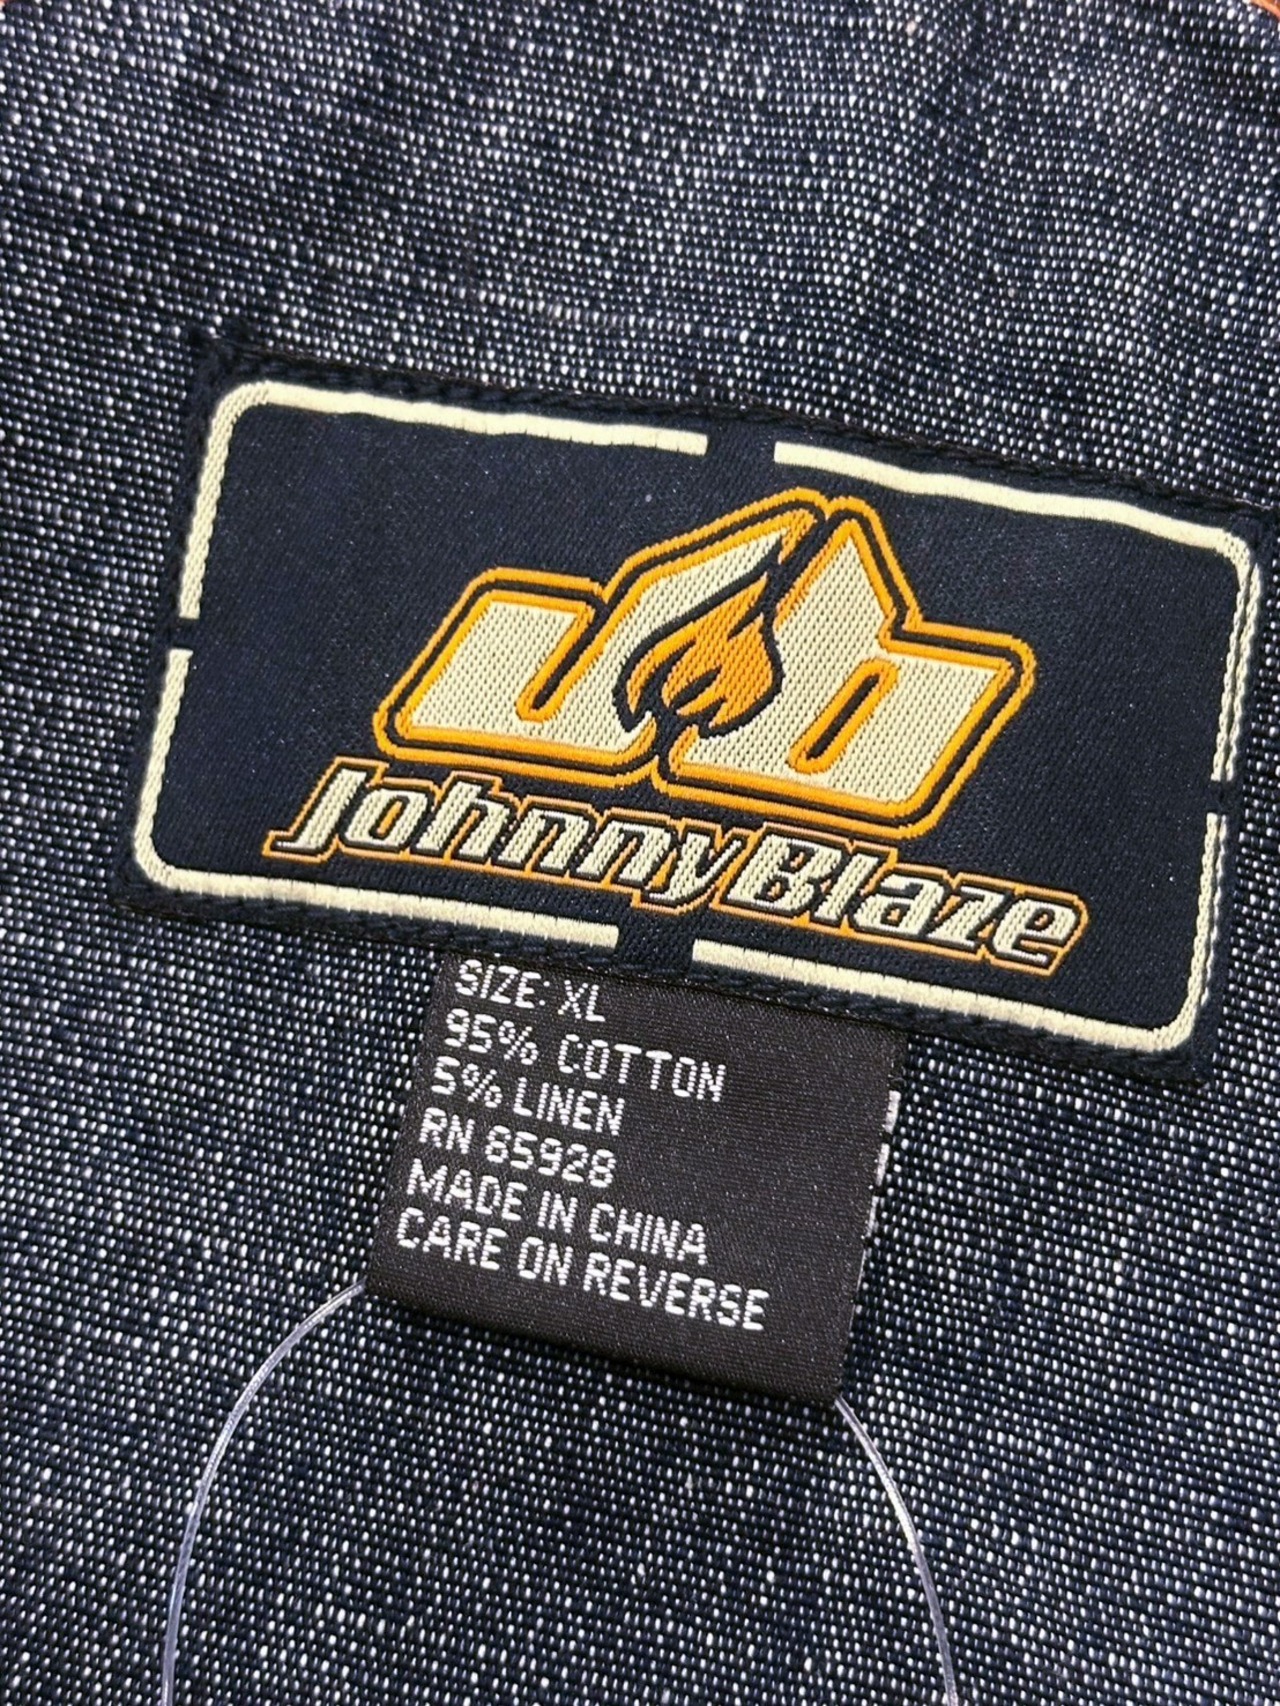 JohnnyBlaze
SIZE: XL
95% COTTON
5% LINEN
RN 85928
MADE IN CHINA
CARE ON REVERSE